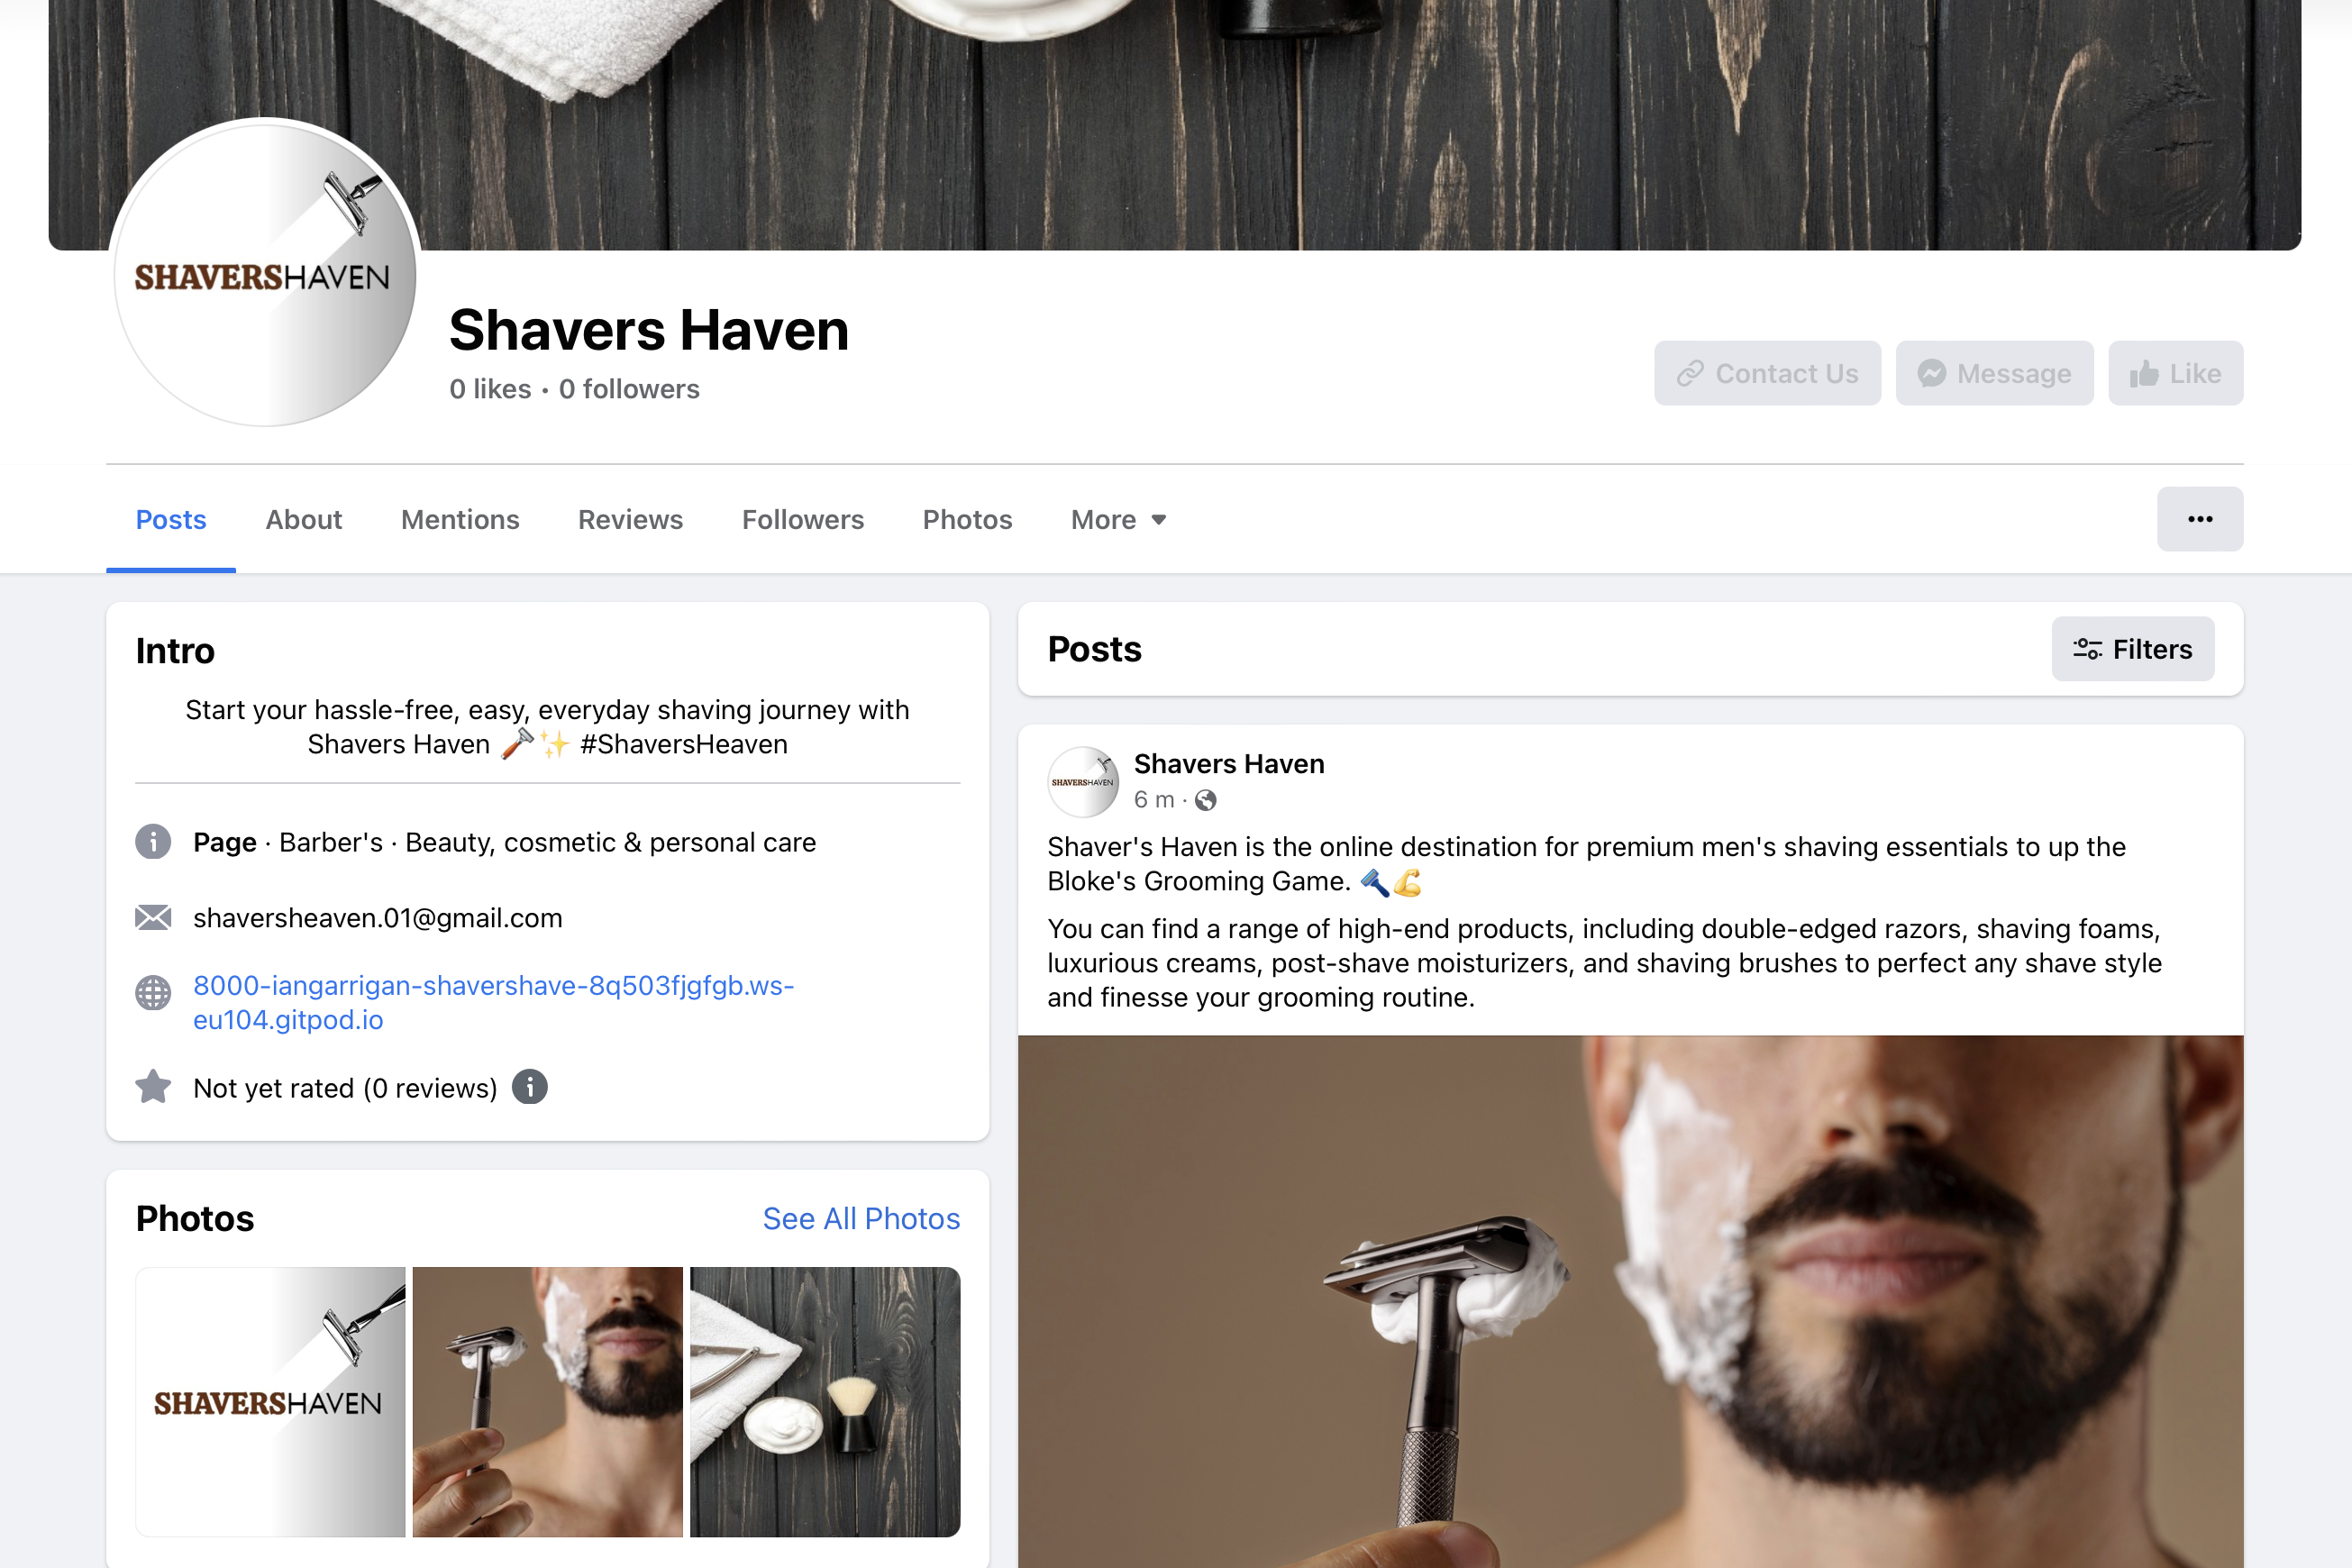 SHAVERSHAVEN
Shavers Haven
0 likes · 0 followers
Contact Us
Message
Like
Posts
About
Mentions
Reviews
Followers
Photos
More
Intro
Start your hassle-free, easy, everyday shaving journey with
Shavers Haven 🪒✨ #ShaversHeaven
Page · Barber's · Beauty, cosmetic & personal care
shaversheaven.01@gmail.com
8000-iangarrigan-shavershave-8q503fjgfgb.ws-
eu104.gitpod.io
Not yet rated (0 reviews)
Photos
See All Photos
SHAVERSHAVEN
Posts
Filters
SHAVERSHAVEN
Shavers Haven
6 m ·
Shaver's Haven is the online destination for premium men's shaving essentials to up the
Bloke's Grooming Game. 🪒💪
You can find a range of high-end products, including double-edged razors, shaving foams,
luxurious creams, post-shave moisturizers, and shaving brushes to perfect any shave style
and finesse your grooming routine.